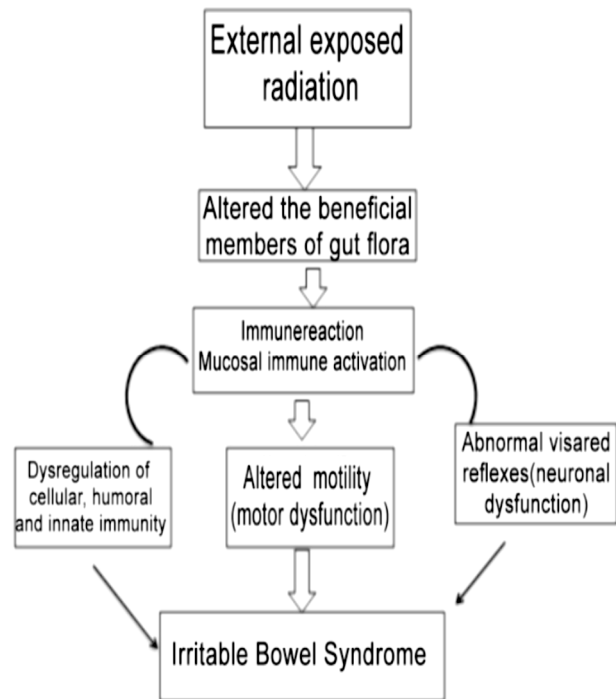 External exposed
radiation
Altered the beneficial
members of gut flora
Immunereaction
Mucosal immune activation
Dysregulation of
cellular, humoral
and innate immunity
Altered motility
(motor dysfunction)
Abnormal visared
reflexes(neuronal
dysfunction)
Irritable Bowel Syndrome